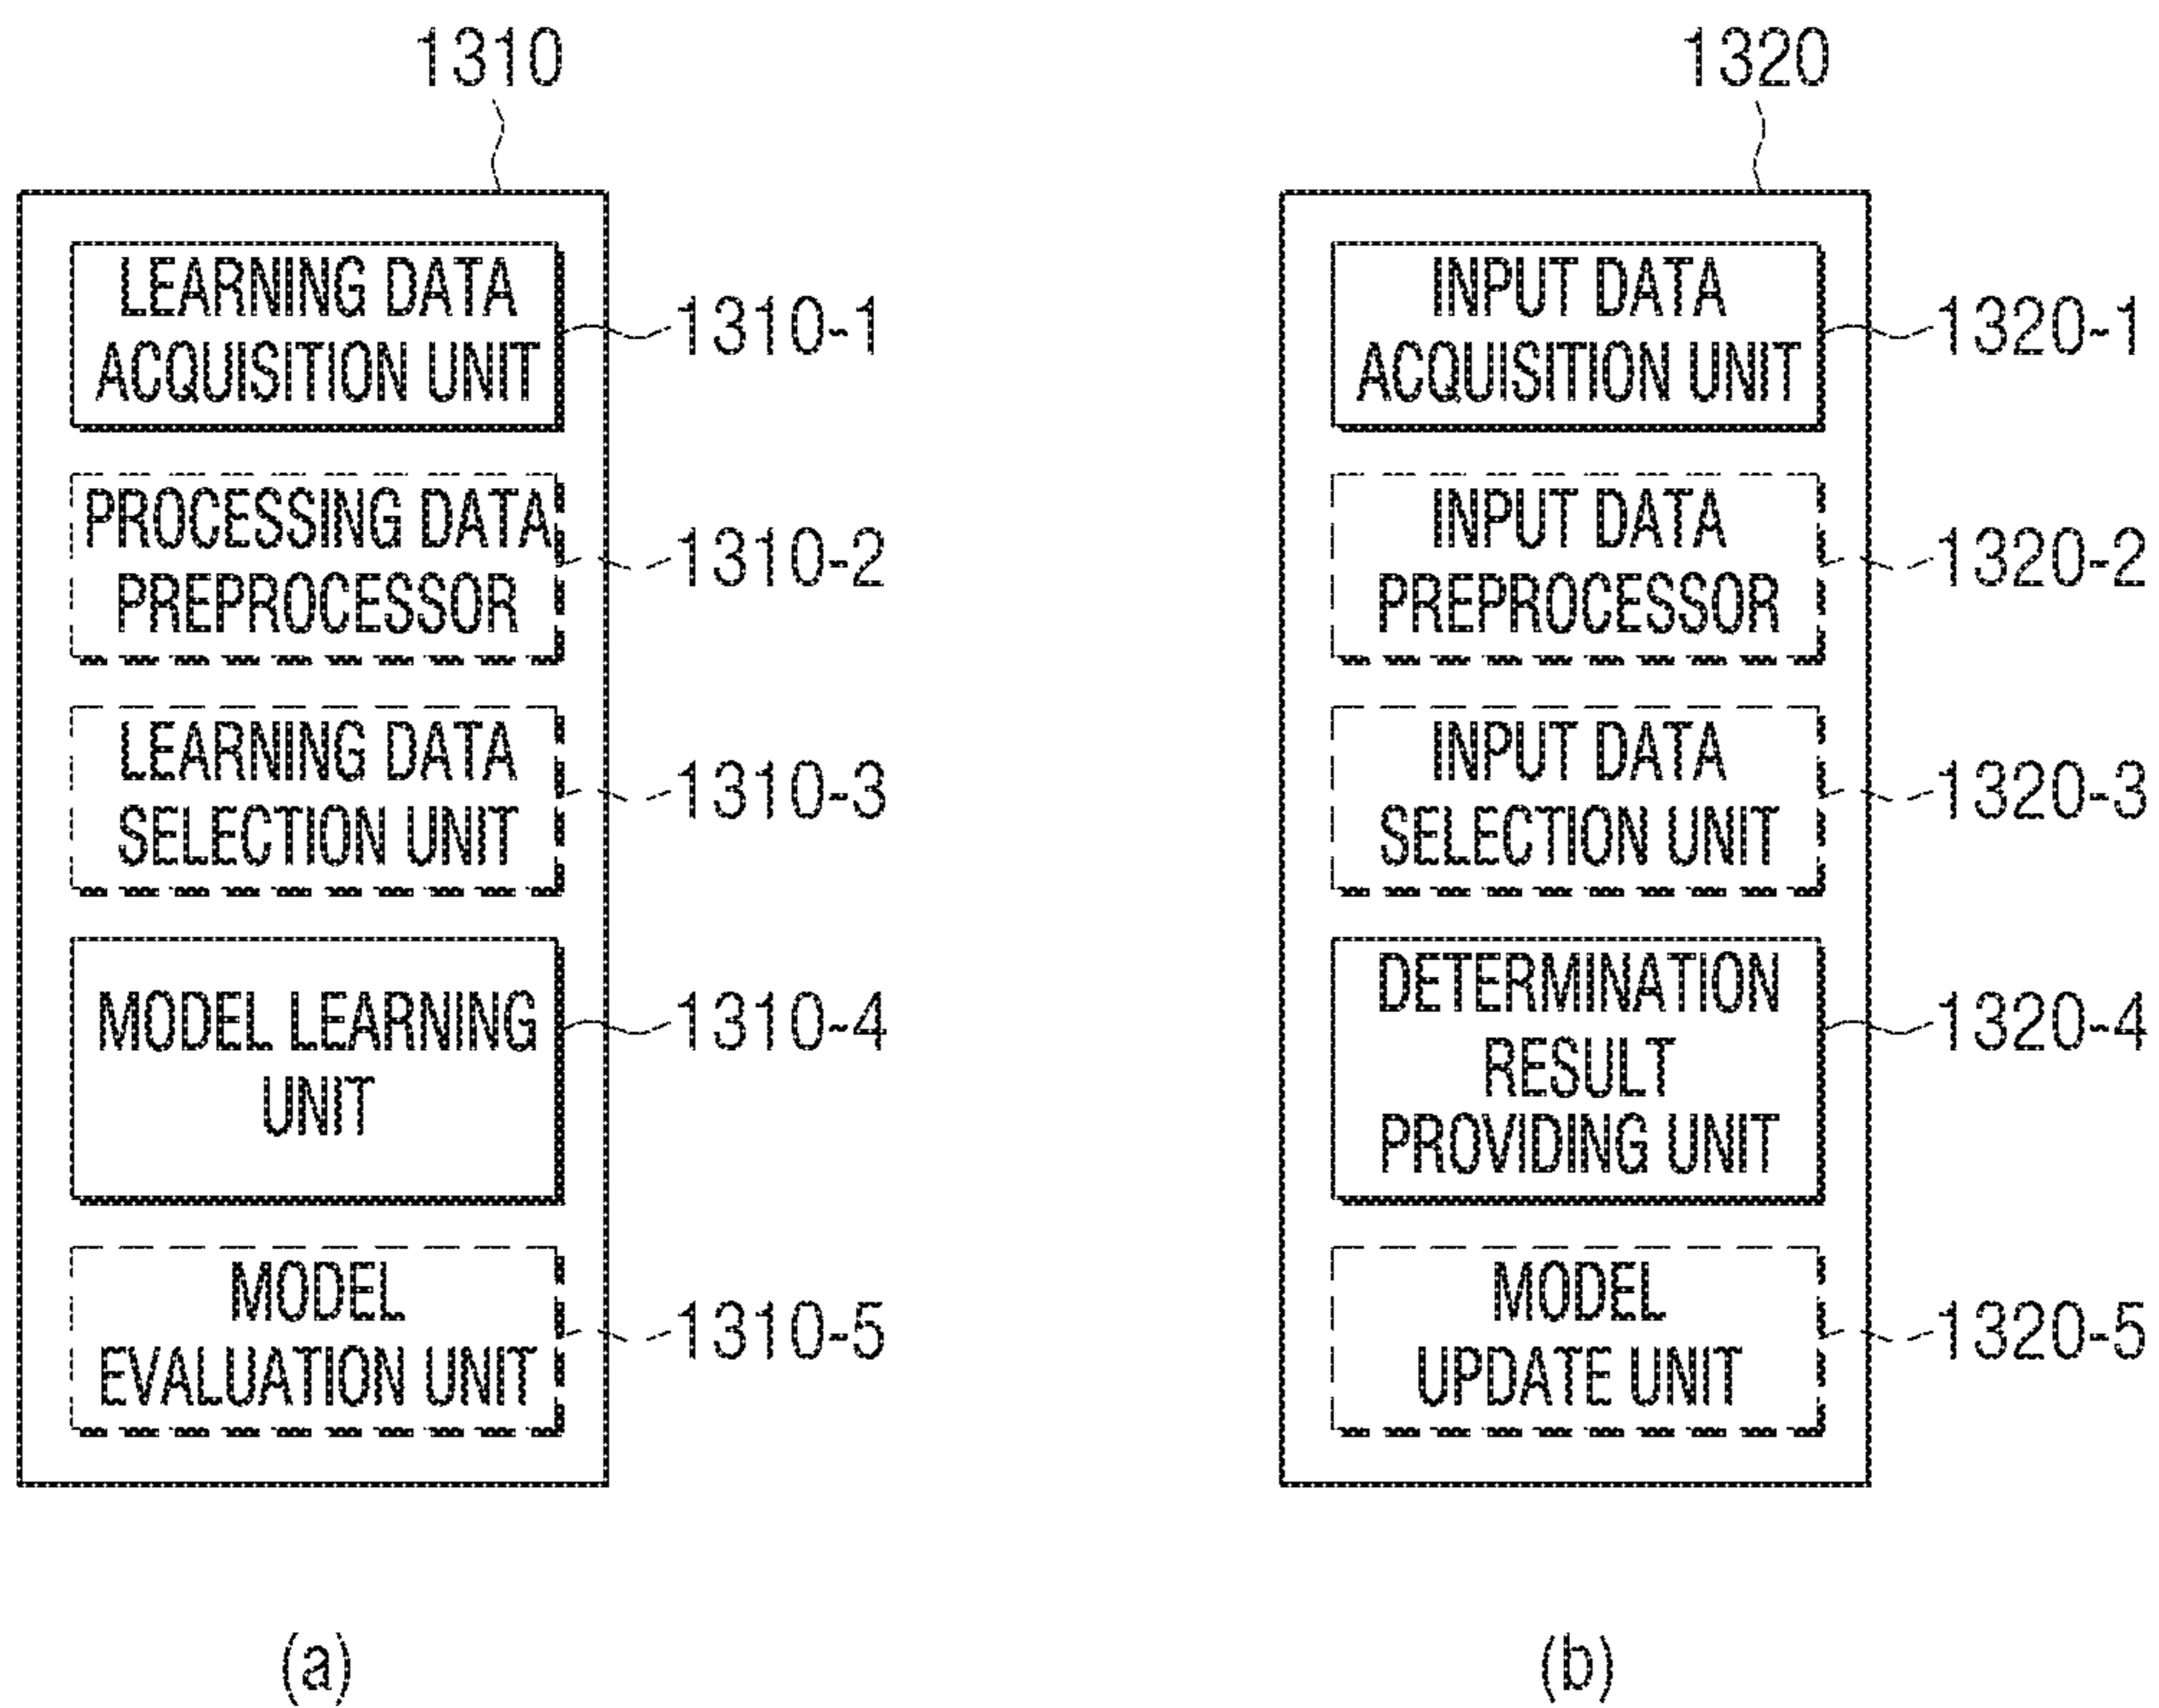 1310
LEARNING DATA
ACQUISITION UNIT
1310-1
PROCESSING DATA
PREPROCESSOR
1310-2
LEARNING DATA
SELECTION UNIT
1310-3
MODEL LEARNING
UNIT
1310-4
MODEL
EVALUATION UNIT
1310-5
(a)
1320
INPUT DATA
ACQUISITION UNIT
1320-1
INPUT DATA
PREPROCESSOR
1320-2
INPUT DATA
SELECTION UNIT
1320-3
DETERMINATION
RESULT
PROVIDING UNIT
1320-4
MODEL
UPDATE UNIT
1320-5
(b)